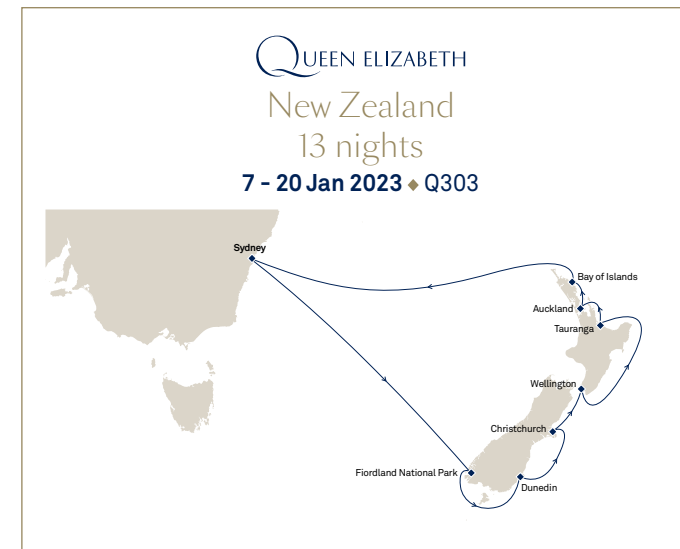 QUEEN ELIZABETH
New Zealand
13 nights
7 - 20 Jan 2023 ◆ Q303
Sydney
Bay of Islands
Auckland
Tauranga
Wellington
Christchurch
Fiordland National Park
Dunedin